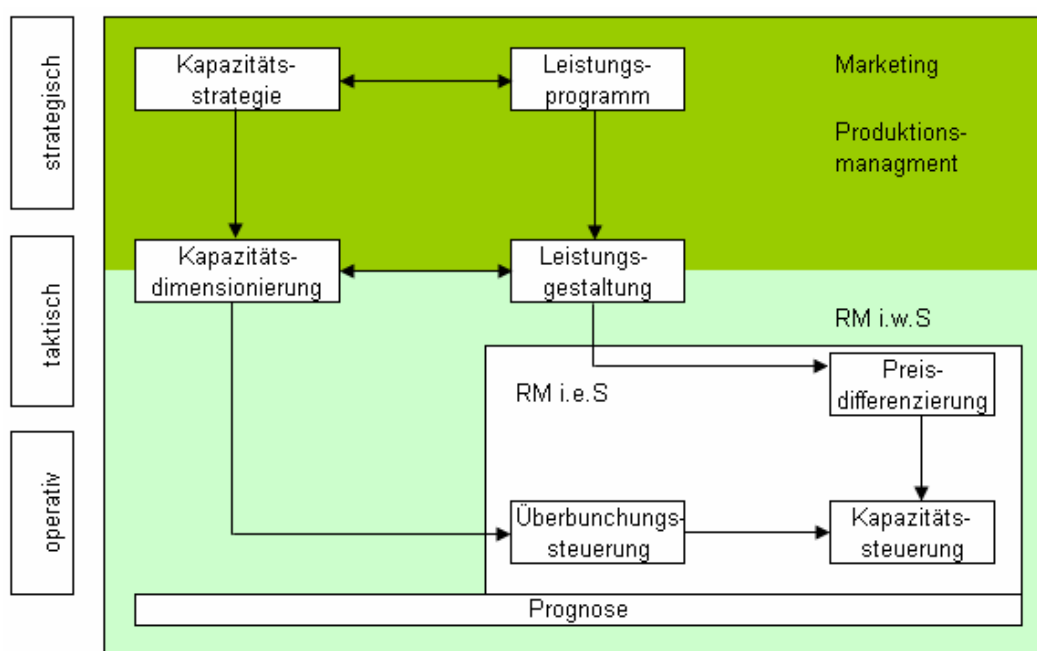 strategisch
Kapazitäts-
strategie
Leistungs-
programm
Marketing
Produktions-
managment
taktisch
Kapazitäts-
dimensionierung
Leistungs-
gestaltung
RM i.w.S
RM i.e.S
Preis-
differenzierung
operativ
Überbunchungs-
steuerung
Kapazitäts-
steuerung
Prognose